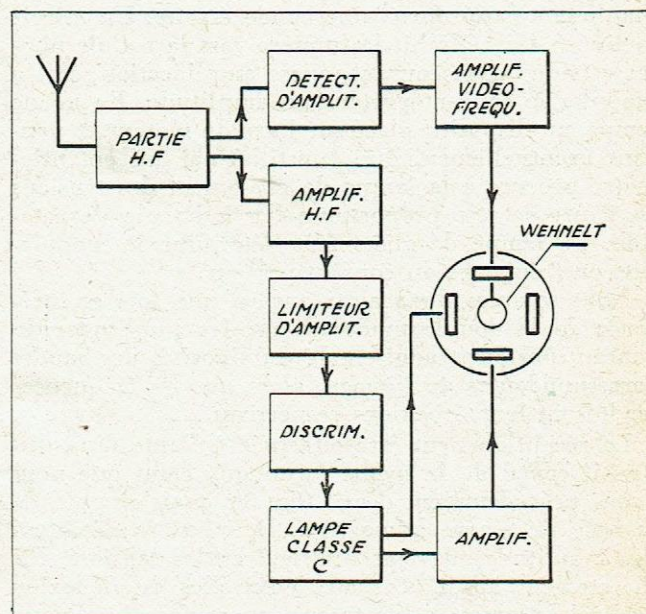 DETECT.
D'AMPLIT.
AMPLIF.
VIDEO-
FREQU.
PARTIE
H.F
AMPLIF.
H.F
WEHNELT
LIMITEUR
D'AMPLIT.
DISCRIM.
LAMPE
CLASSE
C
AMPLIF.